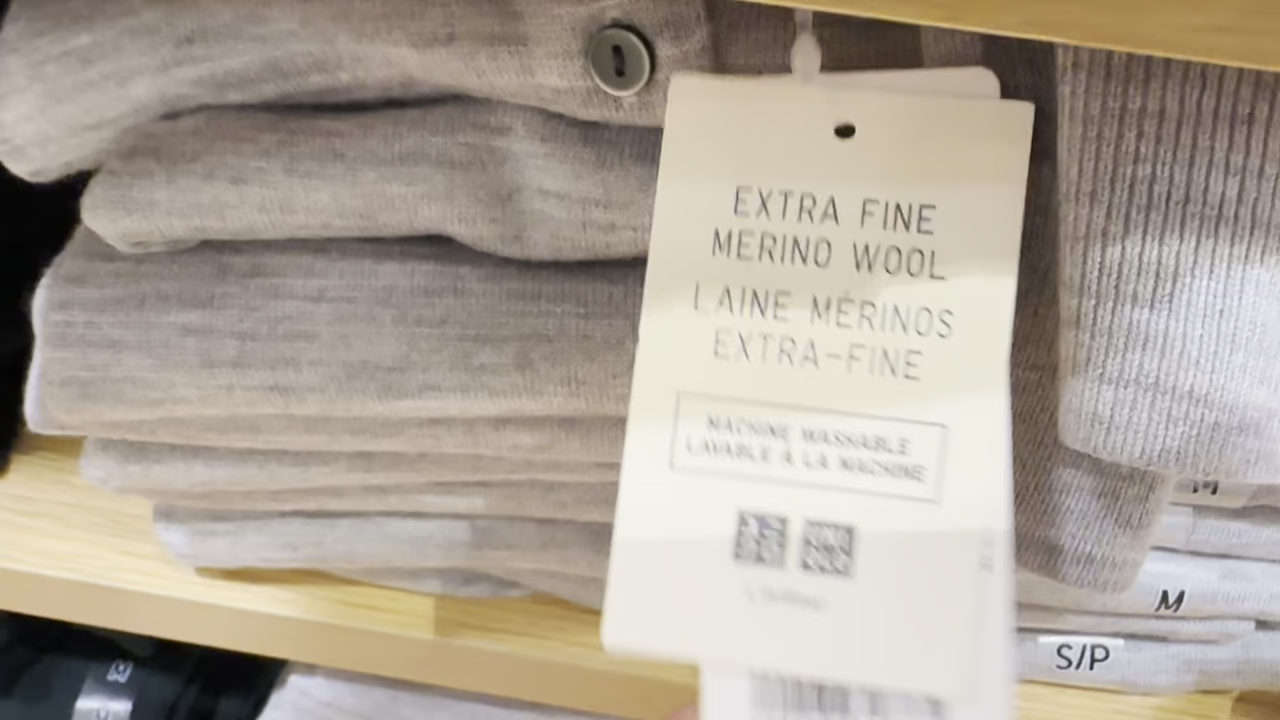 EXTRA FINE
MERINO WOOL
LAINE MÉRINOS
EXTRA-FINE
MACHINE WASHABLE
LAVABLE À LA MACHINE
M
M
S/P